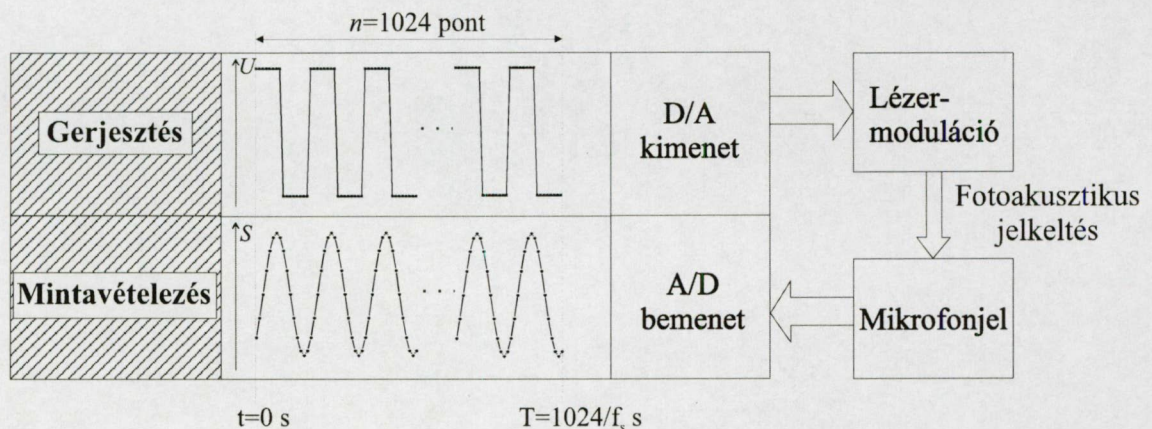 n=1024 pont
U
Gerjesztés
D/A
kimenet
Lézer-
moduláció
Fotoakusztikus
jelkeltés
S
Mintavételezés
A/D
bemenet
Mikrofonjel
t=0 s
T=1024/fₛ s